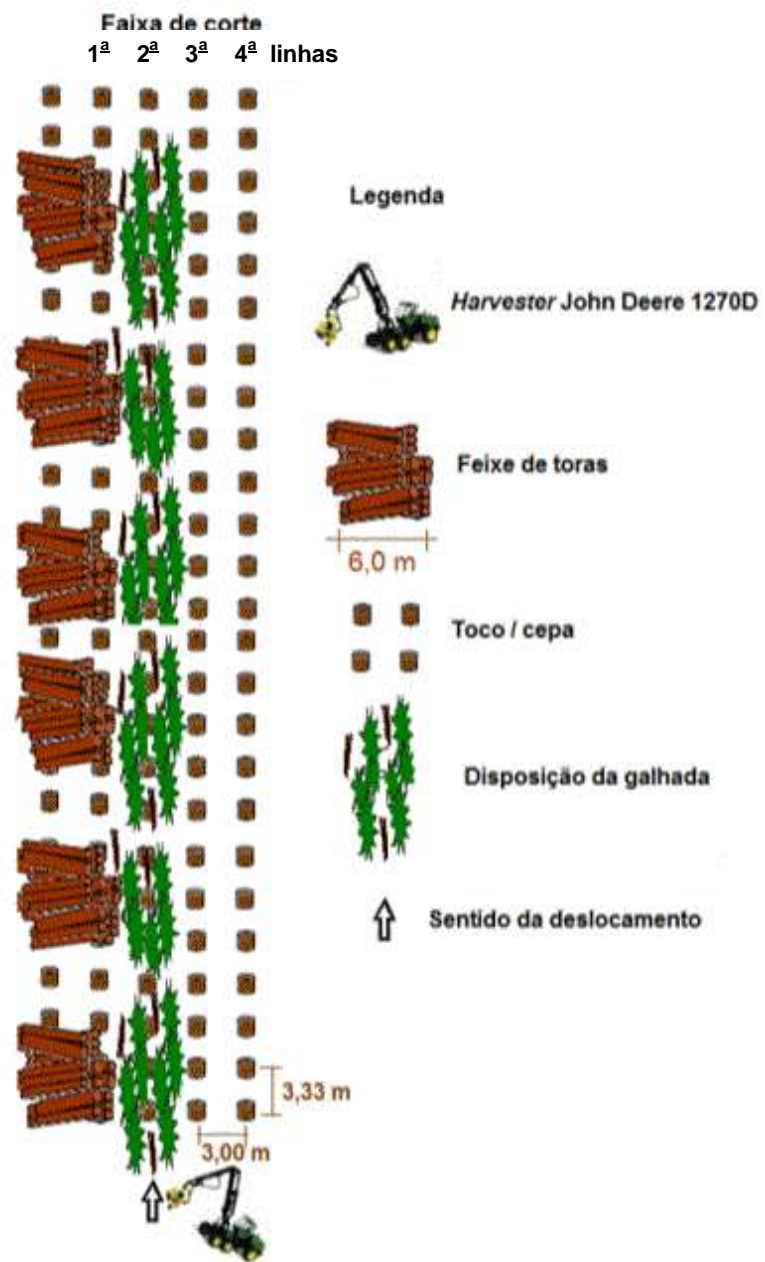 Faixa de corte
1ª 2ª 3ª 4ª linhas
Legenda
Harvester John Deere 1270D
Feixe de toras
6,0 m
Toco / cepa
Disposição da galhada
Sentido da deslocamento
3,33 m
3,00 m